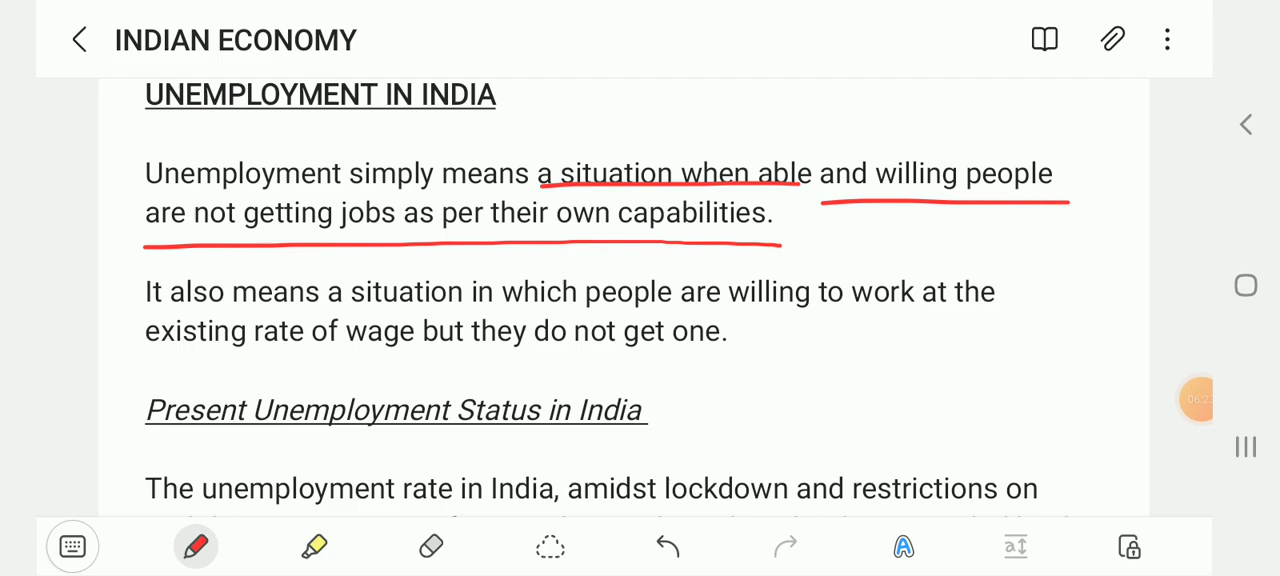 INDIAN ECONOMY
UNEMPLOYMENT IN INDIA
Unemployment simply means a situation when able and willing people
are not getting jobs as per their own capabilities.
It also means a situation in which people are willing to work at the
existing rate of wage but they do not get one.
Present Unemployment Status in India
The unemployment rate in India, amidst lockdown and restrictions on